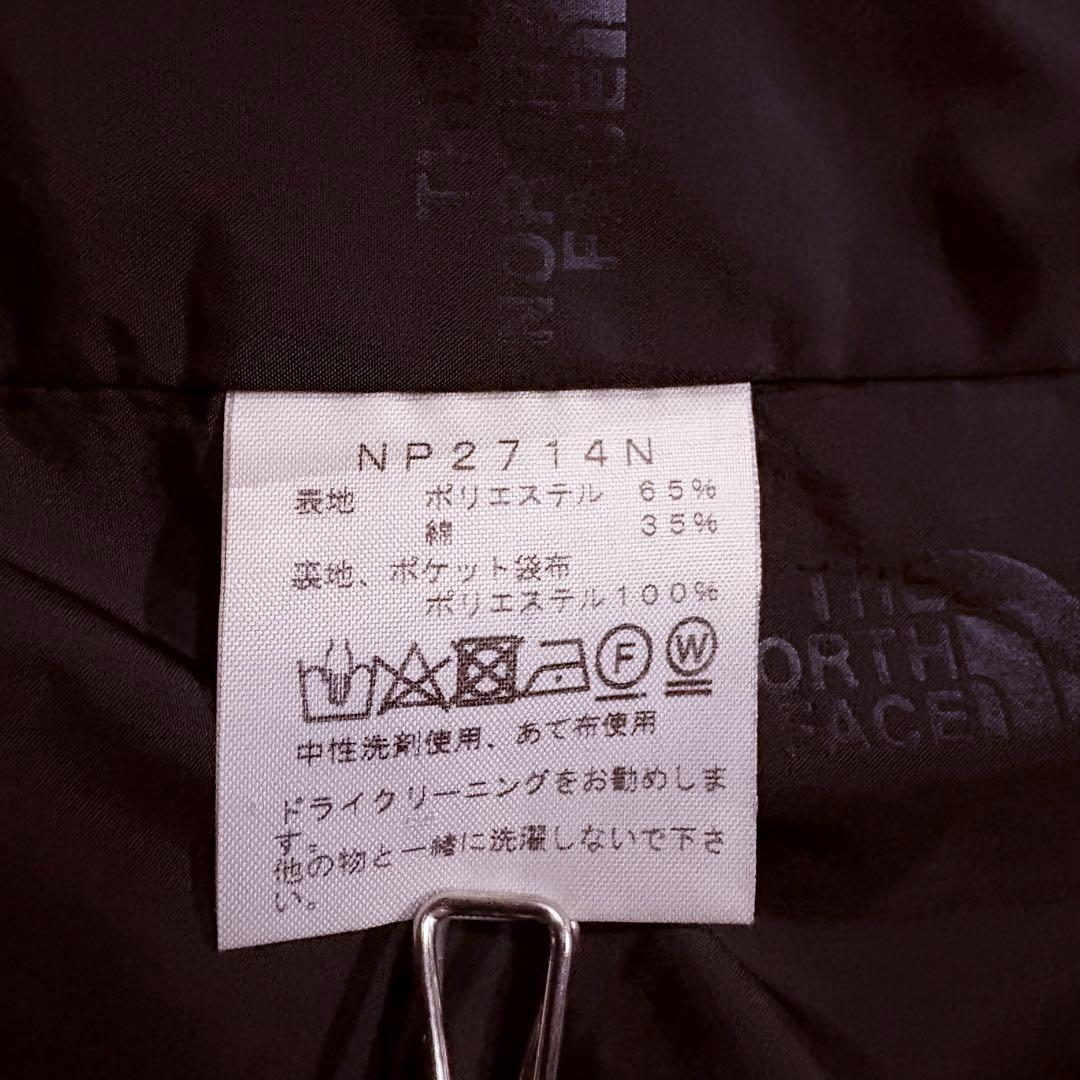 THE
NORTH
FACE
NP2714N
表地 ポリエステル 65%
綿 35%
裏地、ポケット袋布
ポリエステル100%
F W
中性洗剤使用、あて布使用
ドライクリーニングをお勧めしま
す。
他の物と一緒に洗濯しないで下さ
い。
THE
NORTH
FACE